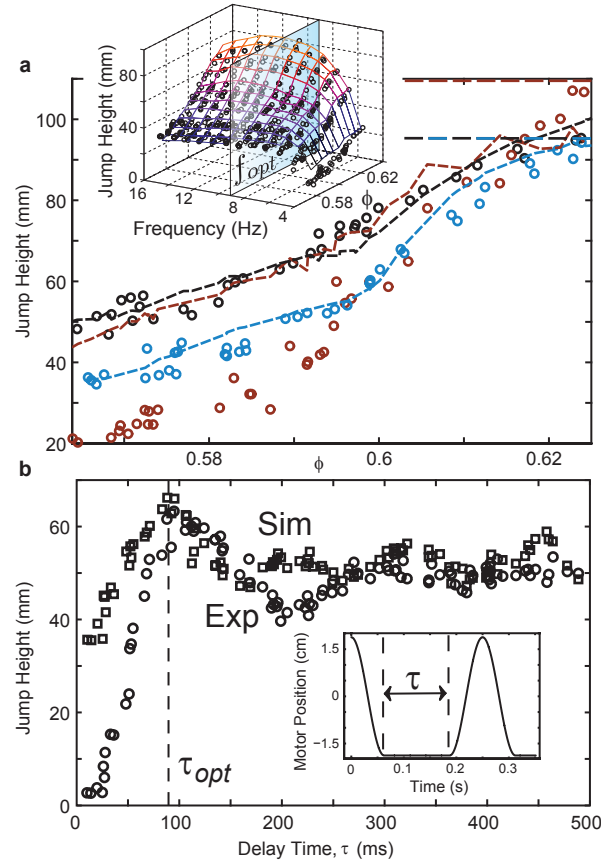 a
Jump Height (mm)
80
40
0
16
12
8
4
Frequency (Hz)
f_opt
0.58
0.62
ϕ
Jump Height (mm)
100
80
60
40
20
0.58
ϕ
0.6
0.62
b
Jump Height (mm)
60
40
20
0
Sim
Exp
τ_opt
Motor Position (cm)
1.5
0
−1.5
τ
0
0.1
0.2
0.3
Time (s)
0
100
200
300
400
500
Delay Time, τ (ms)